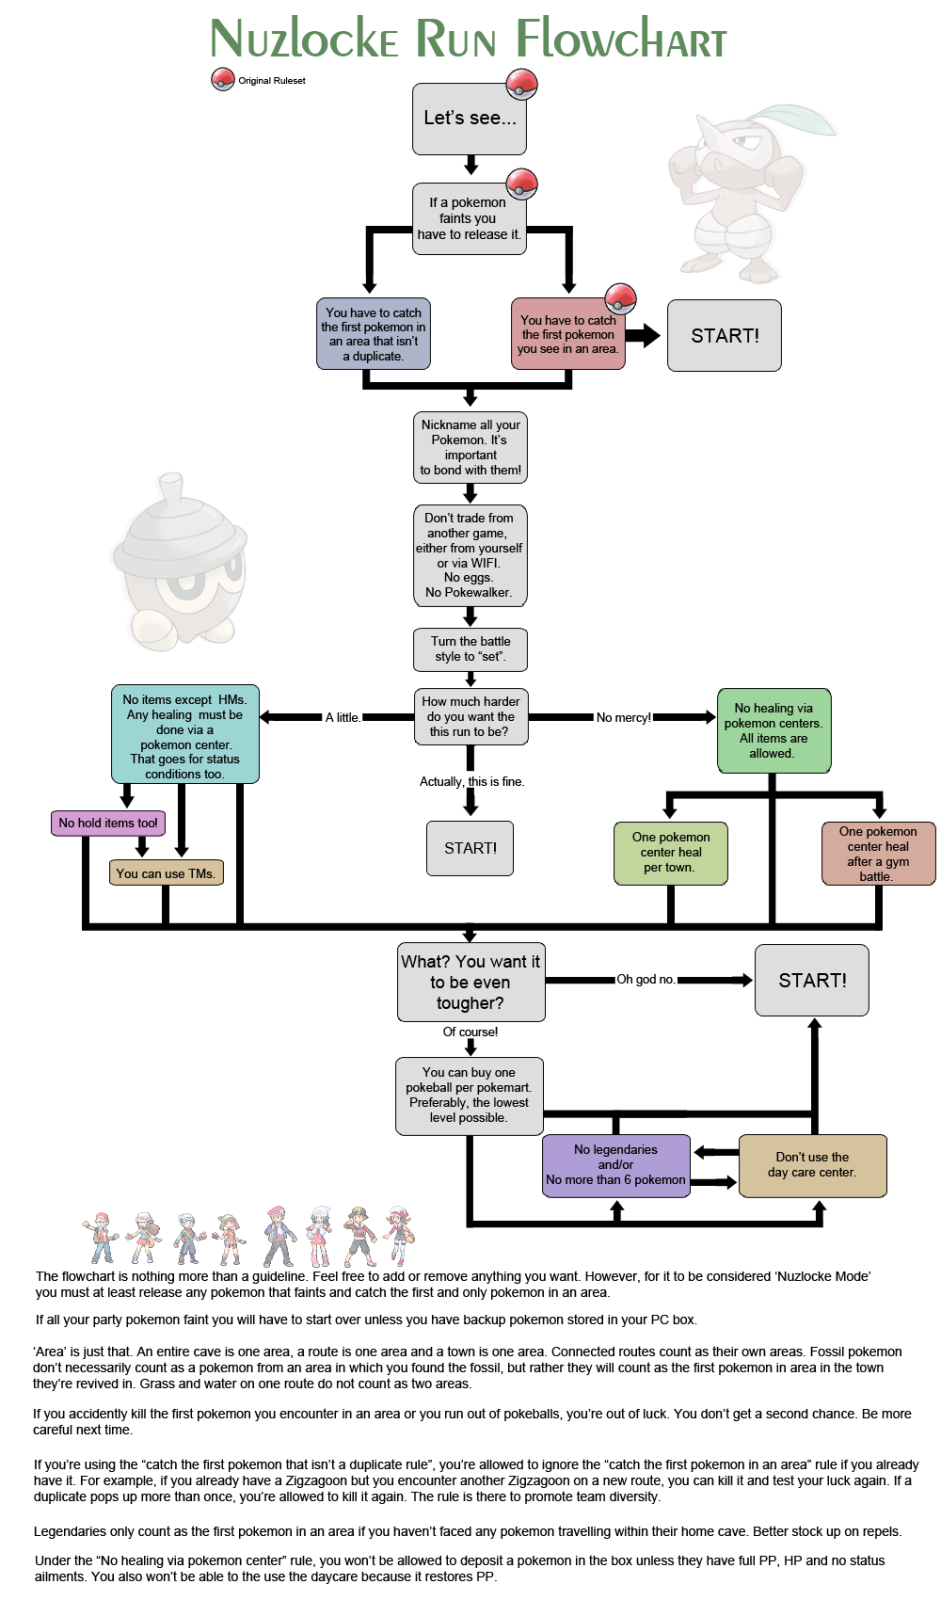 Nuzlocke Run Flowchart
Original Ruleset
Let's see...
If a pokemon
faints you
have to release it.
You have to catch
the first pokemon in
an area that isn't
a duplicate.
You have to catch
the first pokemon
you see in an area.
START!
Nickname all your
Pokemon. It's
important
to bond with them!
Don't trade from
another game,
either from yourself
or via WIFI.
No eggs.
No Pokewalker.
Turn the battle
style to “set”.
How much harder
do you want the
this run to be?
A little.
No mercy!
Actually, this is fine.
START!
No items except HMs.
Any healing must be
done via a
pokemon center.
That goes for status
conditions too.
No hold items too!
You can use TMs.
No healing via
pokemon centers.
All items are
allowed.
One pokemon
center heal
per town.
One pokemon
center heal
after a gym
battle.
What? You want it
to be even
tougher?
Oh god no.
START!
Of course!
You can buy one
pokeball per pokemart.
Preferably, the lowest
level possible.
No legendaries
and/or
No more than 6 pokemon
Don't use the
day care center.
The flowchart is nothing more than a guideline. Feel free to add or remove anything you want. However, for it to be considered ‘Nuzlocke Mode’
you must at least release any pokemon that faints and catch the first and only pokemon in an area.
If all your party pokemon faint you will have to start over unless you have backup pokemon stored in your PC box.
‘Area’ is just that. An entire cave is one area, a route is one area and a town is one area. Connected routes count as their own areas. Fossil pokemon
don't necessarily count as a pokemon from an area in which you found the fossil, but rather they will count as the first pokemon in area in the town
they're revived in. Grass and water on one route do not count as two areas.
If you accidently kill the first pokemon you encounter in an area or you run out of pokeballs, you're out of luck. You don't get a second chance. Be more
careful next time.
If you're using the “catch the first pokemon that isn't a duplicate rule”, you're allowed to ignore the “catch the first pokemon in an area” rule if you already
have it. For example, if you already have a Zigzagoon but you encounter another Zigzagoon on a new route, you can kill it and test your luck again. If a
duplicate pops up more than once, you're allowed to kill it again. The rule is there to promote team diversity.
Legendaries only count as the first pokemon in an area if you haven't faced any pokemon travelling within their home cave. Better stock up on repels.
Under the “No healing via pokemon center” rule, you won't be allowed to deposit a pokemon in the box unless they have full PP, HP and no status
ailments. You also won't be able to the use the daycare because it restores PP.